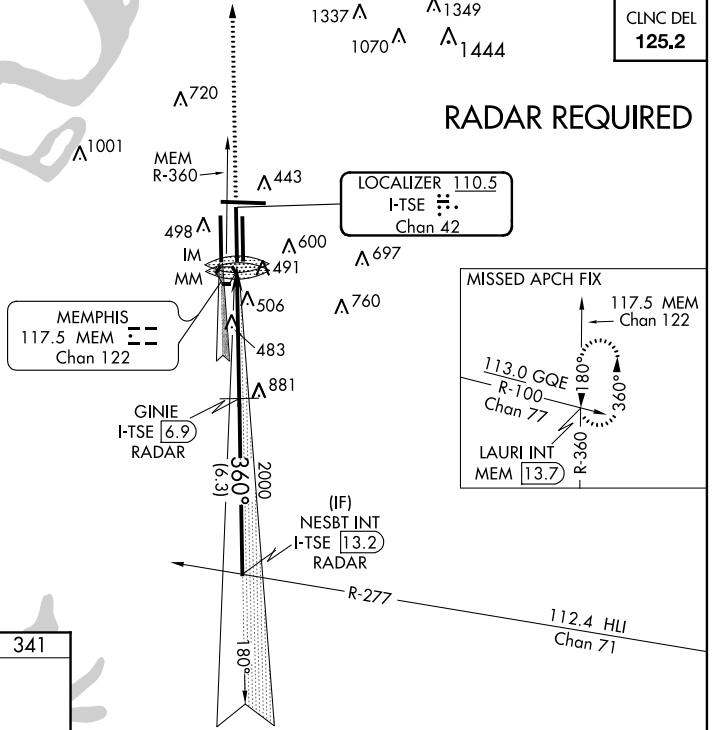 1337
1349
1070
1444
CLNC DEL
125.2
720
RADAR REQUIRED
1001
MEM
R-360
443
LOCALIZER 110.5
I-TSE
Chan 42
498
600
697
IM
491
MM
506
760
MEMPHIS
117.5 MEM
Chan 122
483
MISSED APCH FIX
117.5 MEM
Chan 122
113.0 GQE
R-100
Chan 77
180°
360°
LAURI INT
MEM 13.7
R-360
881
GINIE
I-TSE 6.9
RADAR
360°
(6.3)
2000
(IF)
NESBT INT
I-TSE 13.2
RADAR
R-277
112.4 HLI
Chan 71
341
180°